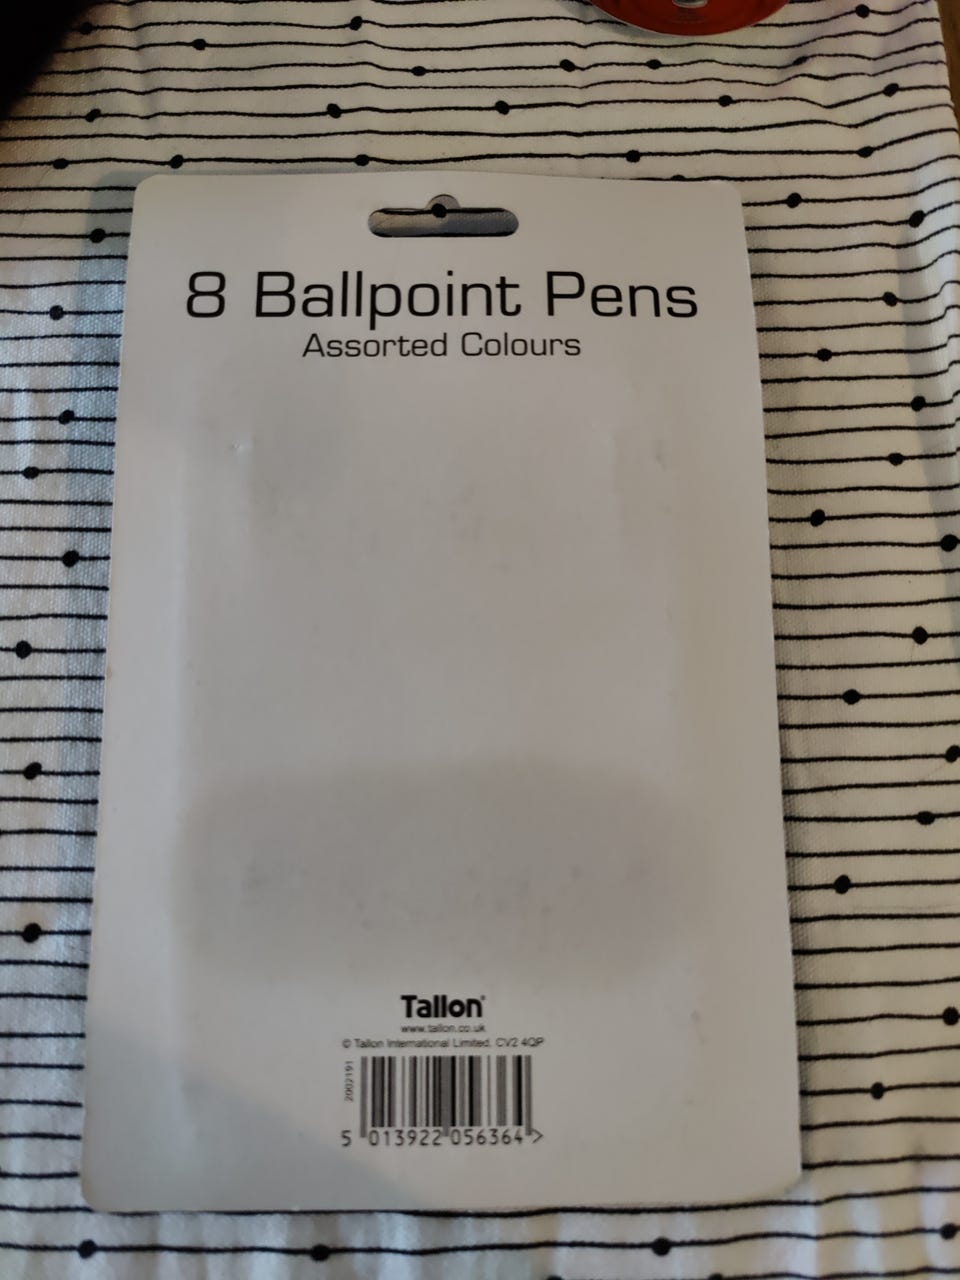 8 Ballpoint Pens
Assorted Colours
Tallon®
www.tallon.co.uk
© Tallon International Limited. CV2 4QP
2002191
5 013922 056364 >